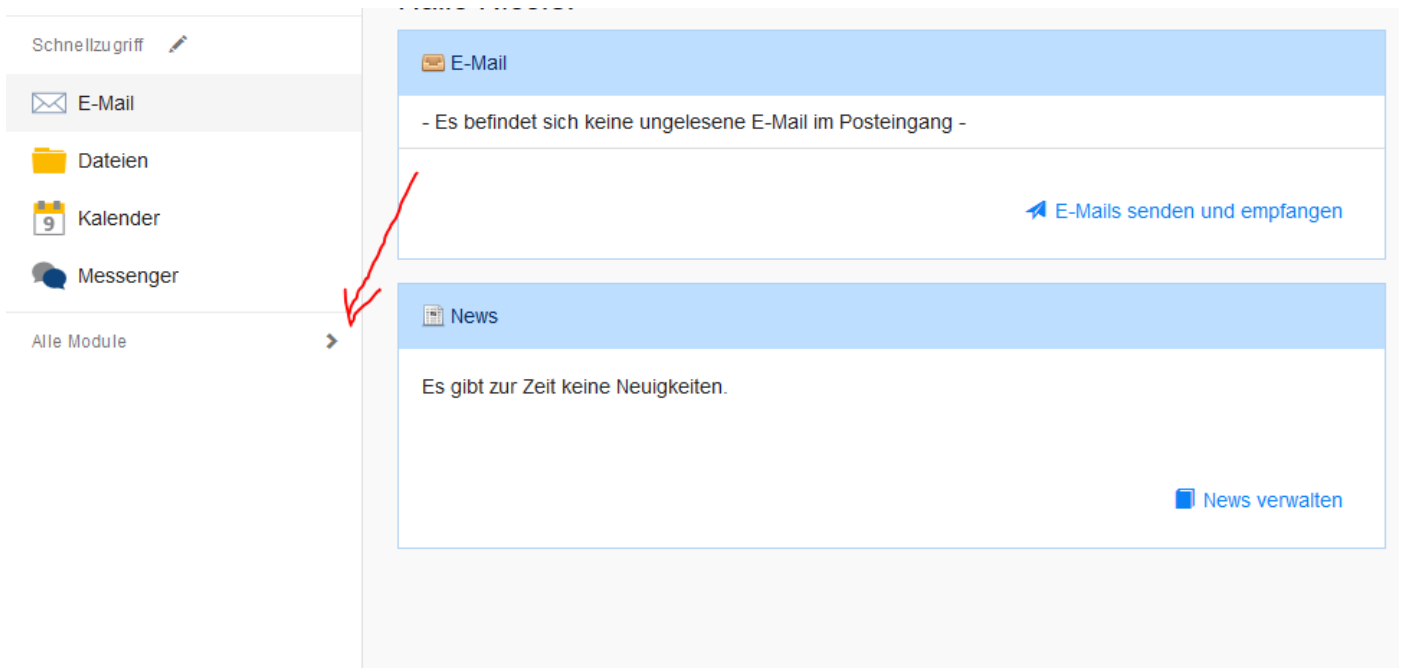 Schnellzugriff
E-Mail
Dateien
9
Kalender
Messenger
Alle Module
E-Mail
- Es befindet sich keine ungelesene E-Mail im Posteingang -
E-Mails senden und empfangen
News
Es gibt zur Zeit keine Neuigkeiten.
News verwalten